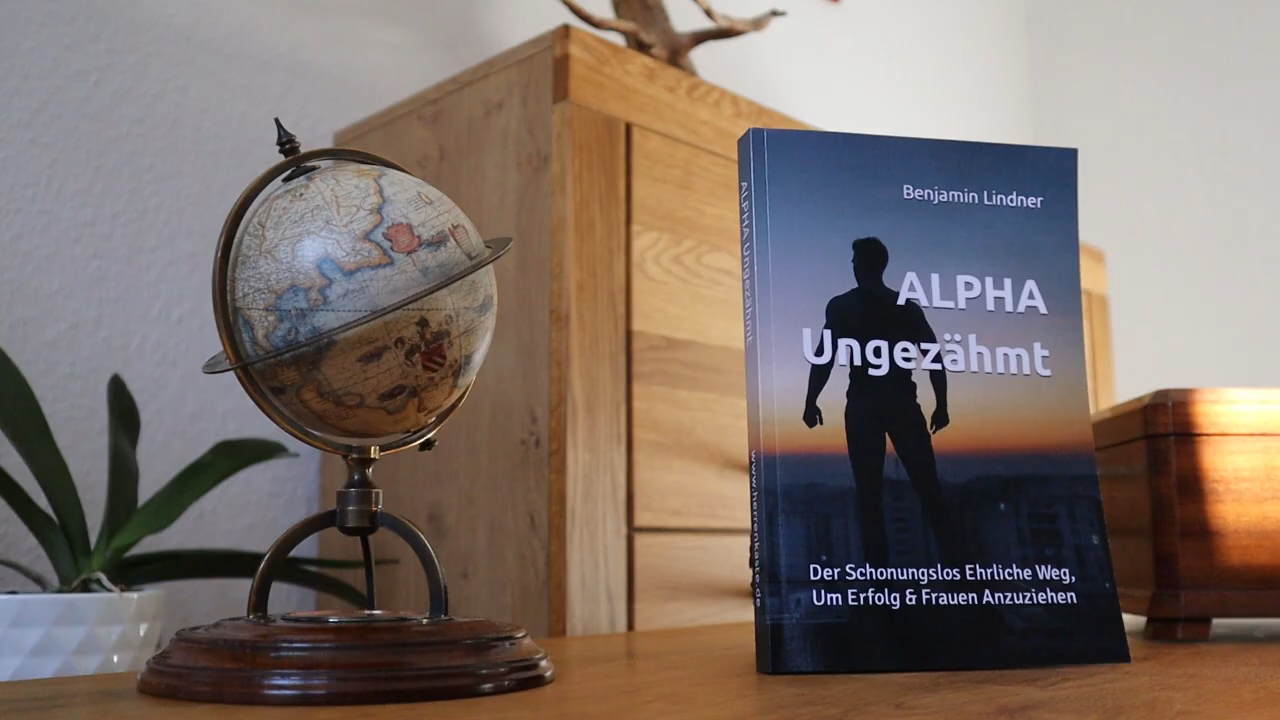 Benjamin Lindner
ALPHA
Ungezähmt
Der Schonungslos Ehrliche Weg,
Um Erfolg & Frauen Anzuziehen
ALPHA Ungezähmt
www.herrenkaste.de